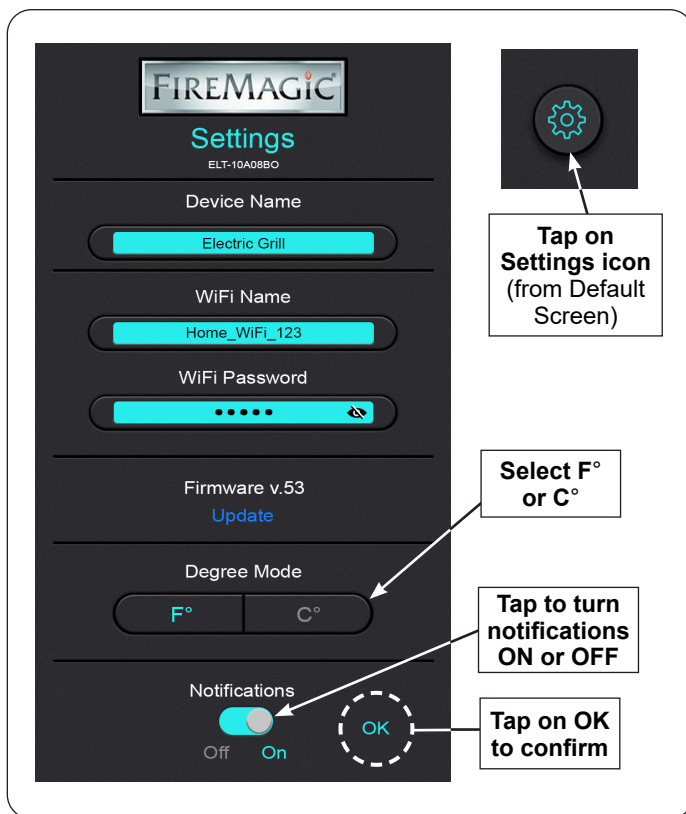 FIREMAGIC
Settings
ELT-10A08BO
Device Name
Electric Grill
WiFi Name
Home_WiFi_123
WiFi Password
•••••
Firmware v.53
Update
Degree Mode
F° C°
Notifications
Off On
OK
Tap on
Settings icon
(from Default
Screen)
Select F°
or C°
Tap to turn
notifications
ON or OFF
Tap on OK
to confirm